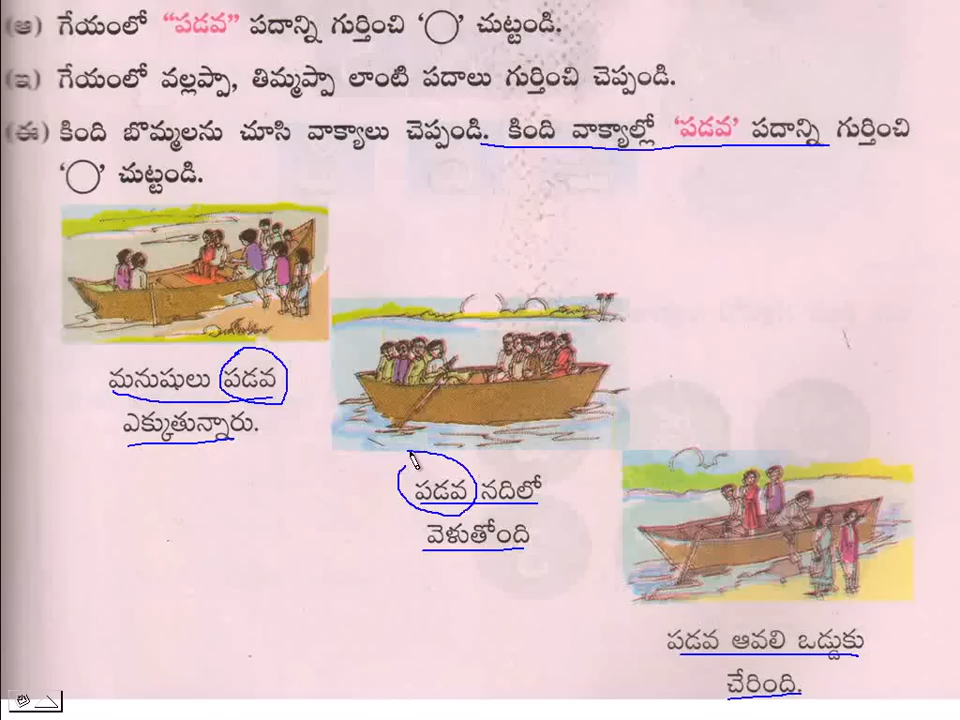 (ఆ) గేయంలో “పడవ” పదాన్ని గుర్తించి ‘◯’ చుట్టండి.
(ఇ) గేయంలో వల్లప్పా, తిమ్మప్పా లాంటి పదాలు గుర్తించి చెప్పండి.
(ఈ) కింది బొమ్మలను చూసి వాక్యాలు చెప్పండి. కింది వాక్యాల్లో ‘పడవ’ పదాన్ని గుర్తించి
‘◯’ చుట్టండి.
మనుషులు పడవ
ఎక్కుతున్నారు.
పడవ నదిలో
వెళుతోంది
పడవ ఆవలి ఒడ్డుకు
చేరింది.